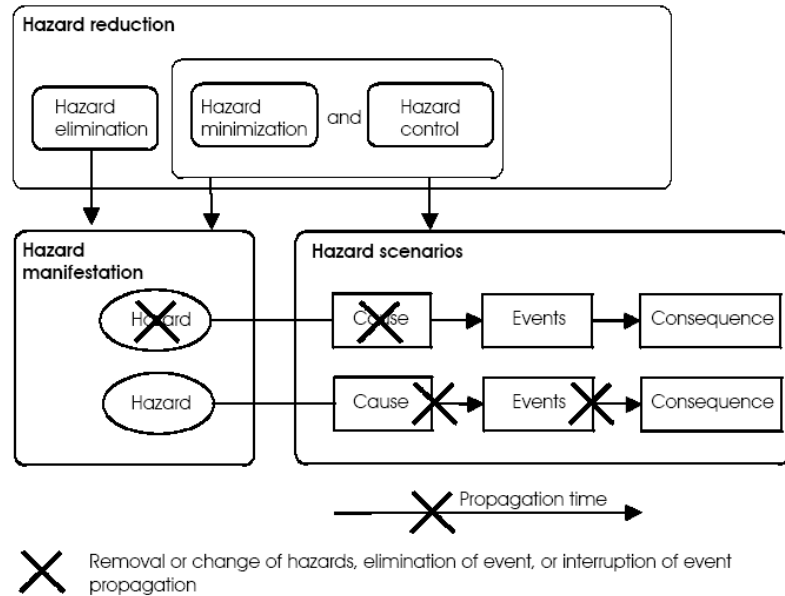 Hazard reduction
Hazard
elimination
Hazard
minimization
and
Hazard
control
Hazard
manifestation
Hazard scenarios
Hazard
Cause
Events
Consequence
Hazard
Cause
Events
Consequence
Propagation time
Removal or change of hazards, elimination of event, or interruption of event
propagation